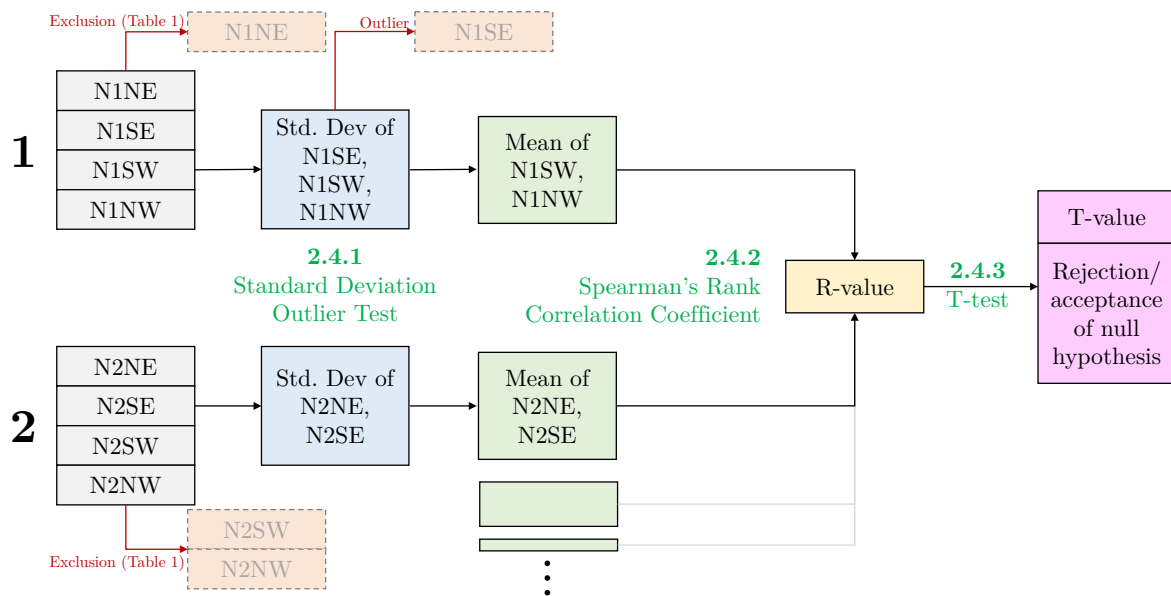 Exclusion (Table 1)
N1NE
Outlier
N1SE
1
N1NE
N1SE
N1SW
N1NW
Std. Dev of
N1SE,
N1SW,
N1NW
Mean of
N1SW,
N1NW
2.4.1
Standard Deviation
Outlier Test
2.4.2
Spearman's Rank
Correlation Coefficient
R-value
2.4.3
T-test
T-value
Rejection/
acceptance
of null
hypothesis
2
N2NE
N2SE
N2SW
N2NW
Std. Dev of
N2NE,
N2SE
Mean of
N2NE,
N2SE
Exclusion (Table 1)
N2SW
N2NW